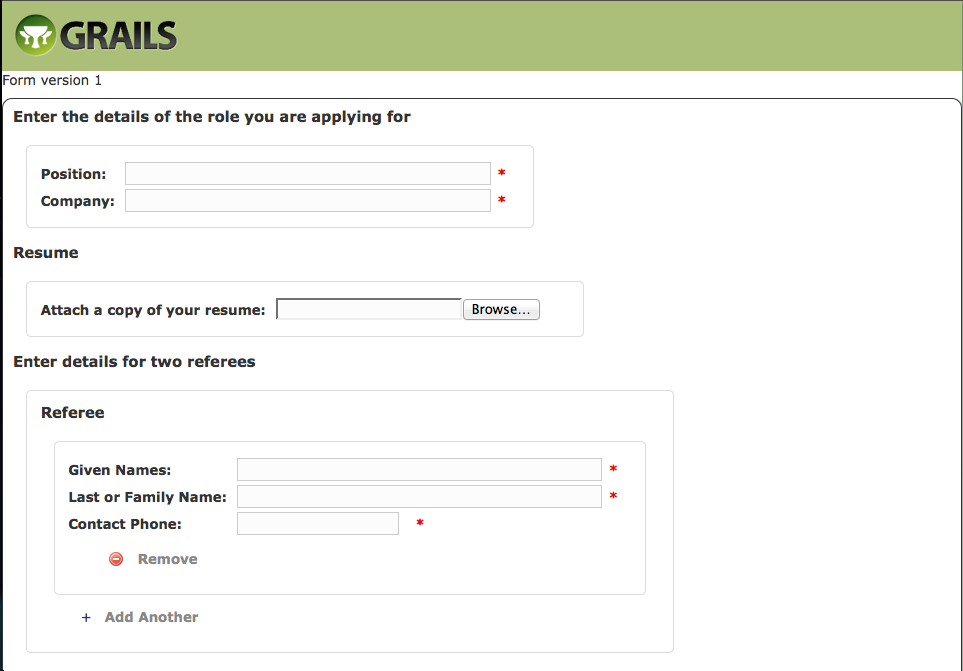 GRAILS
Form version 1
Enter the details of the role you are applying for
Position: *
Company: *
Resume
Attach a copy of your resume: Browse...
Enter details for two referees
Referee
Given Names: *
Last or Family Name: *
Contact Phone: *
Remove
+ Add Another